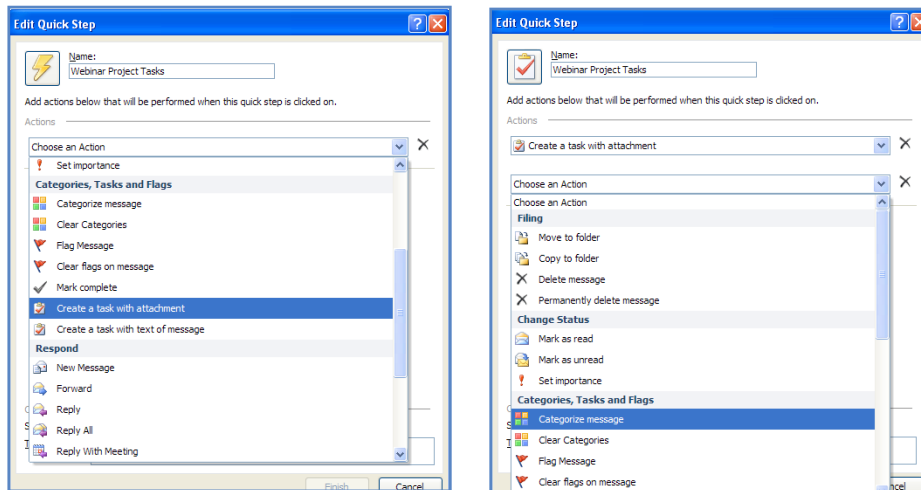 Edit Quick Step
Name:
Webinar Project Tasks
Add actions below that will be performed when this quick step is clicked on.
Actions
Choose an Action
Set importance
Categories, Tasks and Flags
Categorize message
Clear Categories
Flag Message
Clear flags on message
Mark complete
Create a task with attachment
Create a task with text of message
Respond
New Message
Forward
Reply
Reply All
Reply With Meeting
Finish
Cancel
Edit Quick Step
Name:
Webinar Project Tasks
Add actions below that will be performed when this quick step is clicked on.
Actions
Create a task with attachment
Choose an Action
Choose an Action
Filing
Move to folder
Copy to folder
Delete message
Permanently delete message
Change Status
Mark as read
Mark as unread
Set importance
Categories, Tasks and Flags
Categorize message
Clear Categories
Flag Message
Clear flags on message